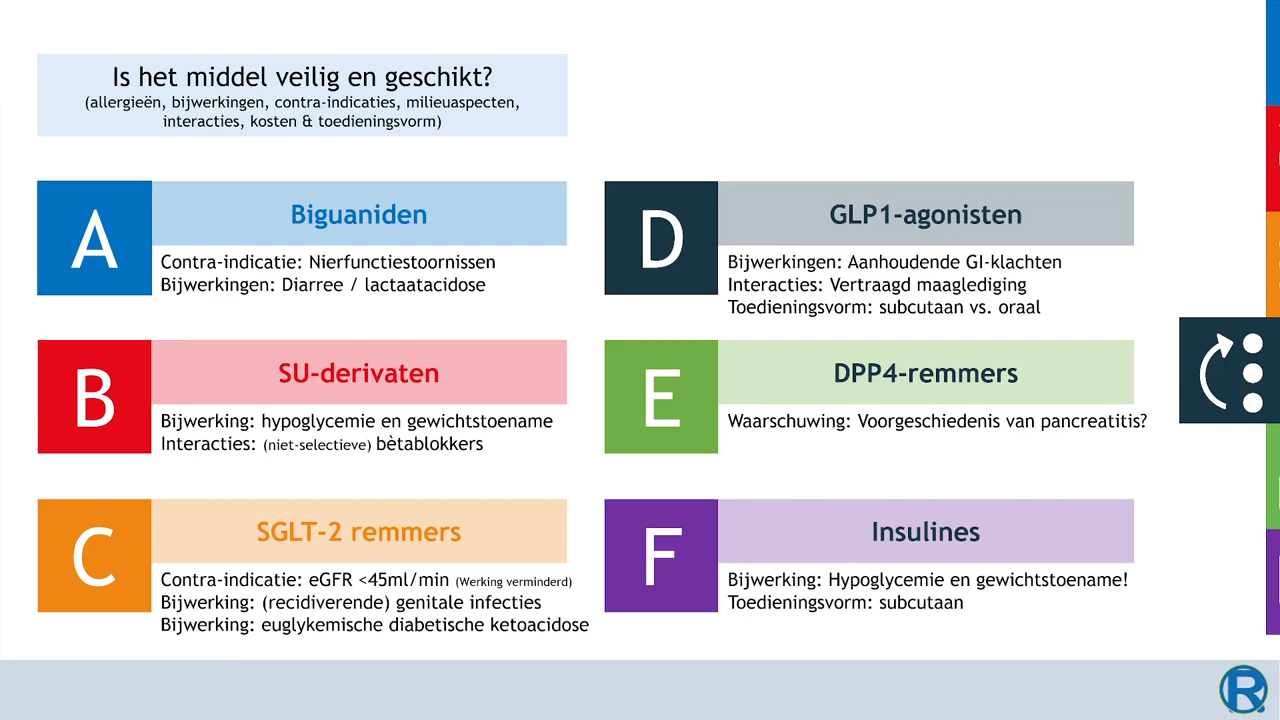 Is het middel veilig en geschikt?
(allergieën, bijwerkingen, contra-indicaties, milieuaspecten,
interacties, kosten & toedieningsvorm)
A
Biguaniden
Contra-indicatie: Nierfunctiestoornissen
Bijwerkingen: Diarree / lactaatacidose
B
SU-derivaten
Bijwerking: hypoglycemie en gewichtstoename
Interacties: (niet-selectieve) bètablokkers
C
SGLT-2 remmers
Contra-indicatie: eGFR <45ml/min (Werking verminderd)
Bijwerking: (recidiverende) genitale infecties
Bijwerking: euglykemische diabetische ketoacidose
D
GLP1-agonisten
Bijwerkingen: Aanhoudende GI-klachten
Interacties: Vertraagd maaglediging
Toedieningsvorm: subcutaan vs. oraal
E
DPP4-remmers
Waarschuwing: Voorgeschiedenis van pancreatitis?
F
Insulines
Bijwerking: Hypoglycemie en gewichtstoename!
Toedieningsvorm: subcutaan
R